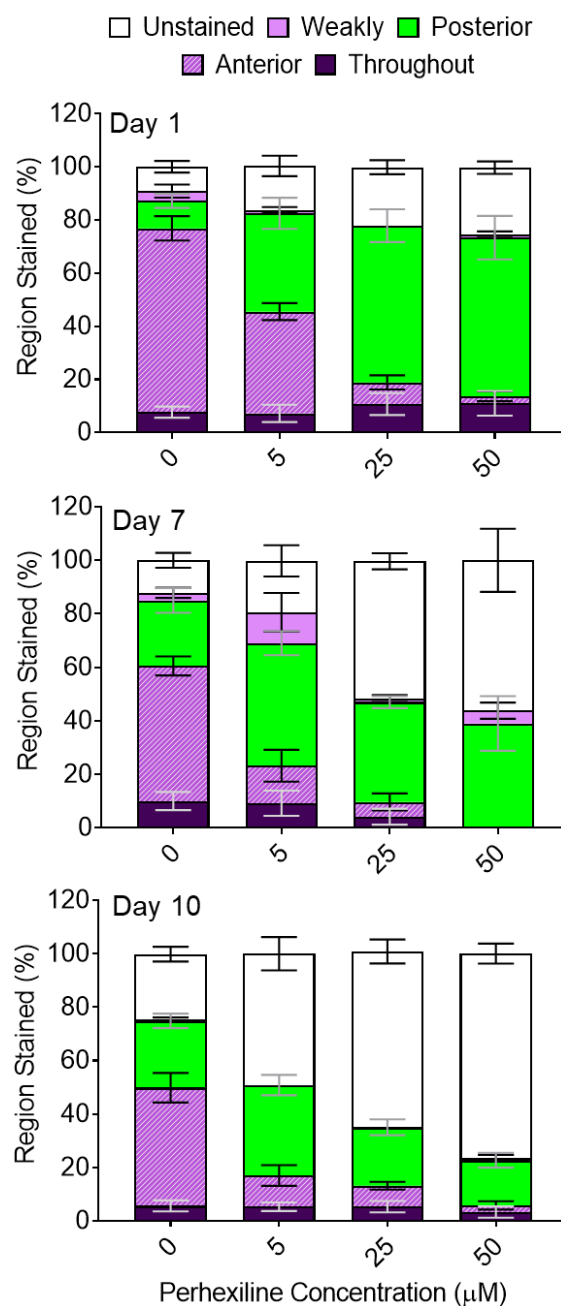 Unstained Weakly Posterior
Anterior Throughout
Day 1
Region Stained (%)
120
100
80
60
40
20
0
0 5 25 50
Day 7
Region Stained (%)
120
100
80
60
40
20
0
0 5 25 50
Day 10
Region Stained (%)
120
100
80
60
40
20
0
0 5 25 50
Perhexiline Concentration (μM)